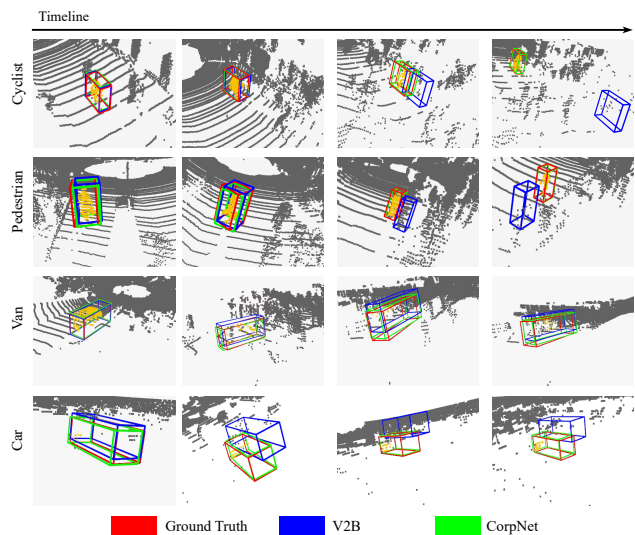 Timeline
Cyclist
Pedestrian
Van
Car
Ground Truth
V2B
CorpNet